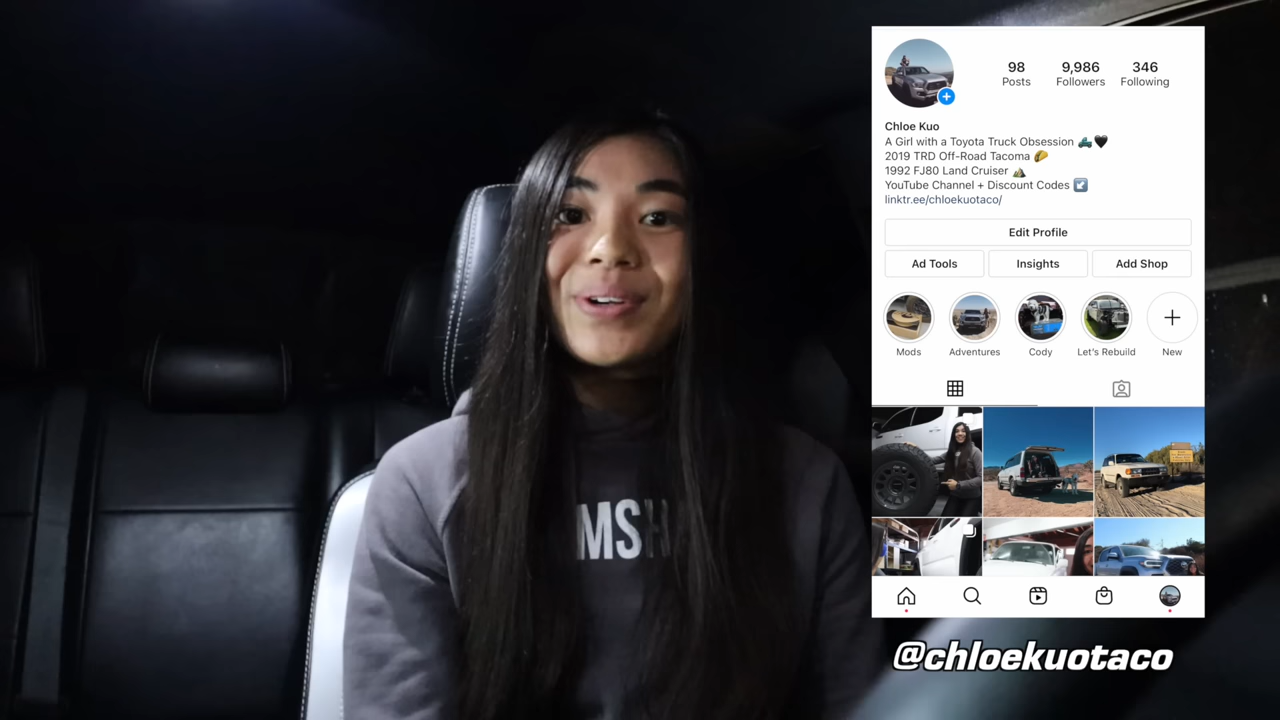 98
9,986
346
Posts
Followers
Following
Chloe Kuo
A Girl with a Toyota Truck Obsession 🛻🖤
2019 TRD Off-Road Tacoma 🌮
1992 FJ80 Land Cruiser ⛰️
YouTube Channel + Discount Codes ↙️
linktr.ee/chloekuotaco/
Edit Profile
Ad Tools
Insights
Add Shop
Mods
Adventures
Cody
Let's Rebuild
New
MSH
@chloekuotaco